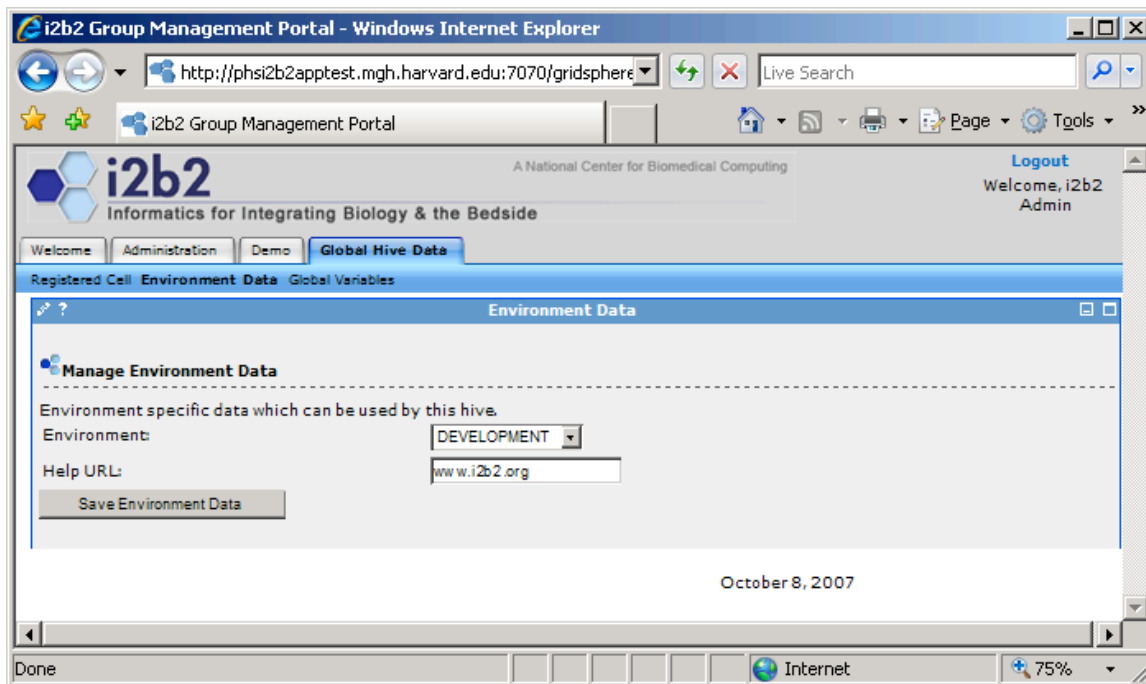 i2b2 Group Management Portal - Windows Internet Explorer
http://phsi2b2apptest.mgh.harvard.edu:7070/gridsphere
Live Search
i2b2 Group Management Portal
Page
Tools
»
i2b2
A National Center for Biomedical Computing
Logout
Welcome, i2b2
Admin
Informatics for Integrating Biology & the Bedside
Welcome Administration Demo Global Hive Data
Registered Cell Environment Data Global Variables
? Environment Data
Manage Environment Data
Environment specific data which can be used by this hive.
Environment: DEVELOPMENT
Help URL: www.i2b2.org
Save Environment Data
October 8, 2007
Done Internet 75%